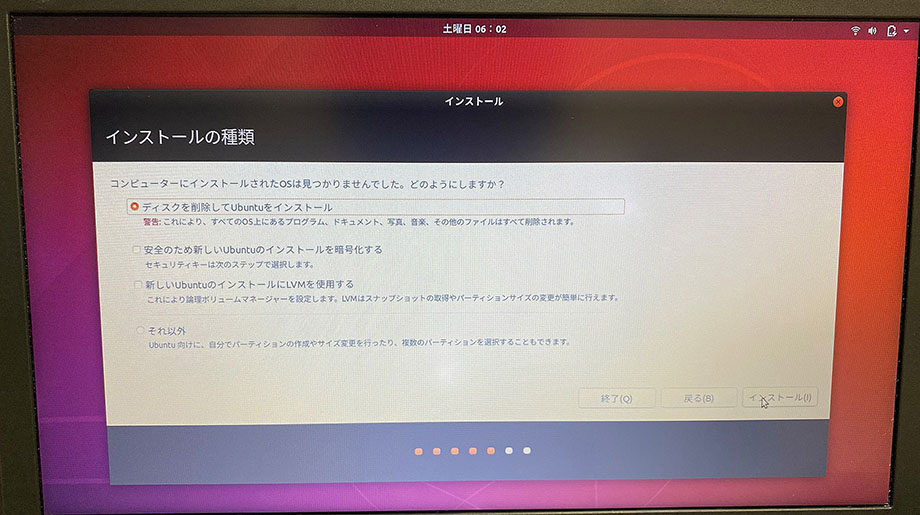 土曜日 06：02
インストール
インストールの種類
コンピューターにインストールされたOSは見つかりませんでした。どのようにしますか？
ディスクを削除してUbuntuをインストール
警告: これにより、すべてのOS上にあるプログラム、ドキュメント、写真、音楽、その他のファイルはすべて削除されます。
安全のため新しいUbuntuのインストールを暗号化する
セキュリティキーは次のステップで選択します。
新しいUbuntuのインストールにLVMを使用する
これにより論理ボリュームマネージャーを設定します。LVMはスナップショットの取得やパーティションサイズの変更が簡単に行えます。
それ以外
Ubuntu 向けに、自分でパーティションの作成やサイズ変更を行ったり、複数のパーティションを選択することもできます。
終了(Q)
戻る(B)
インストール(I)